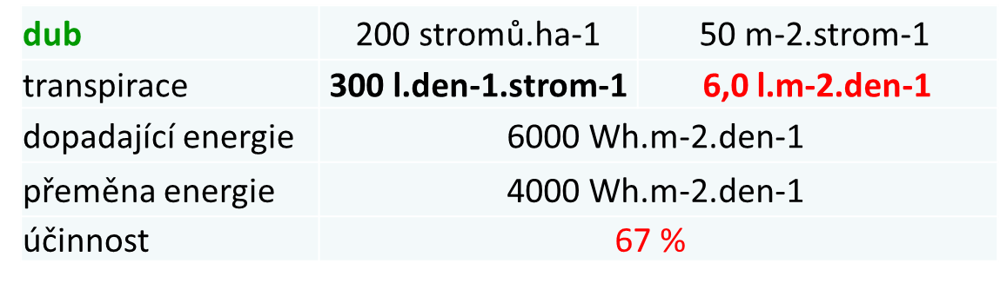 dub 200 stromů.ha-1 50 m-2.strom-1
transpirace 300 l.den-1.strom-1 6,0 l.m-2.den-1
dopadající energie 6000 Wh.m-2.den-1
přeměna energie 4000 Wh.m-2.den-1
účinnost 67 %